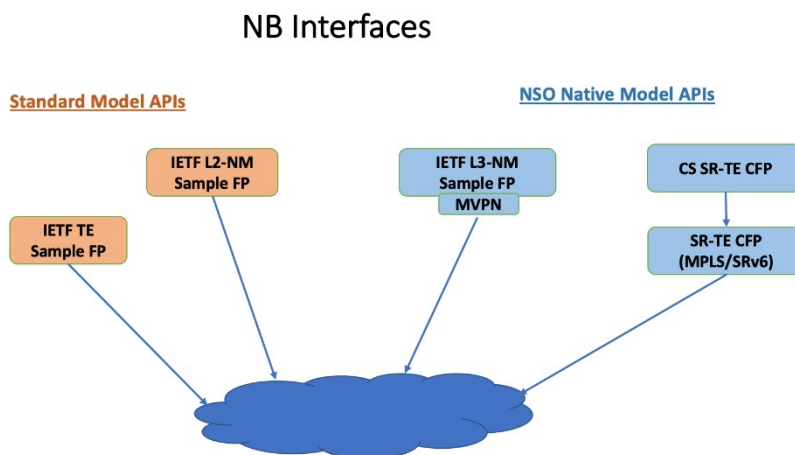 NB Interfaces
Standard Model APIs
NSO Native Model APIs
IETF L2-NM
Sample FP
IETF L3-NM
Sample FP
MVPN
CS SR-TE CFP
IETF TE
Sample FP
SR-TE CFP
(MPLS/SRv6)